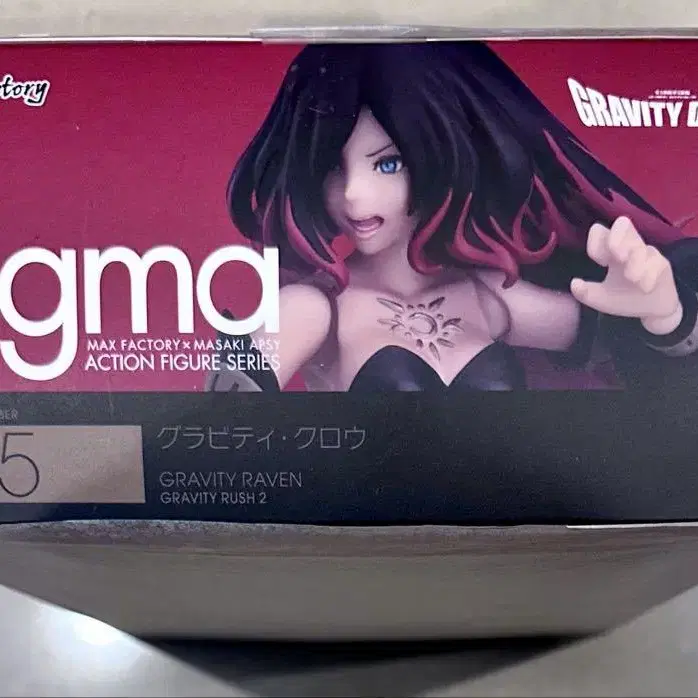 tory
GRAVITY D
gma
MAX FACTORY × MASAKI APSY
ACTION FIGURE SERIES
BER
5
グラビティ・クロウ
GRAVITY RAVEN
GRAVITY RUSH 2